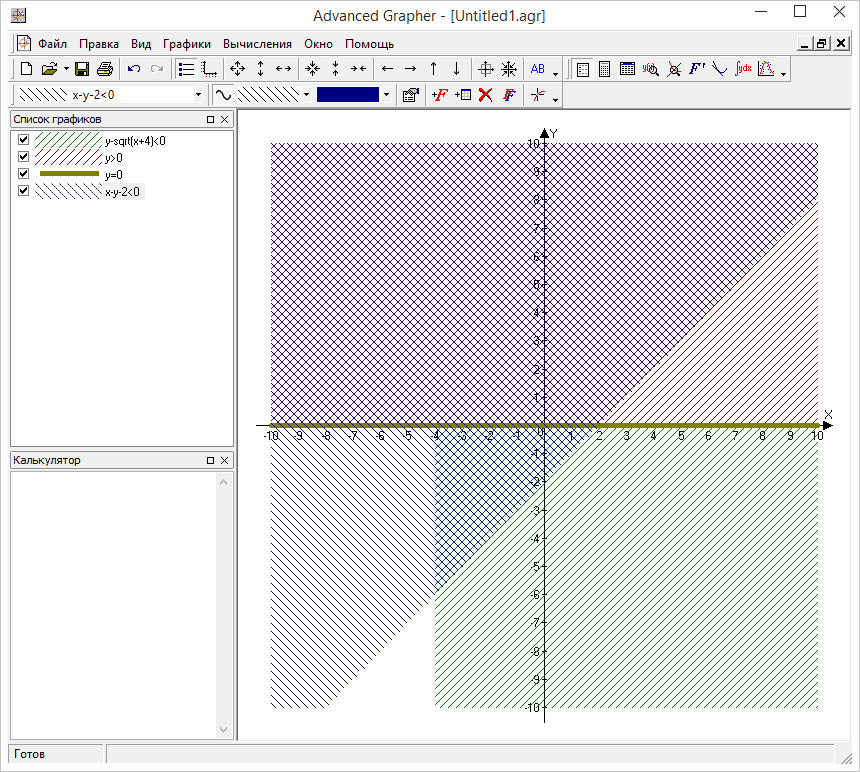 Advanced Grapher - [Untitled1.agr]
Файл Правка Вид Графики Вычисления Окно Помощь
AB y(x) F' ∫ydx
x-y-2<0
+F F F
Список графиков
y-sqrt(x+4)<0
y>0
y=0
x-y-2<0
Калькулятор
Y
10
9
8
7
6
5
4
3
2
1
X
-10 -9 -8 -7 -6 -5 -4 -3 -2 -1 0 1 2 3 4 5 6 7 8 9 10
-1
-2
-3
-4
-5
-6
-7
-8
-9
-10
Готов